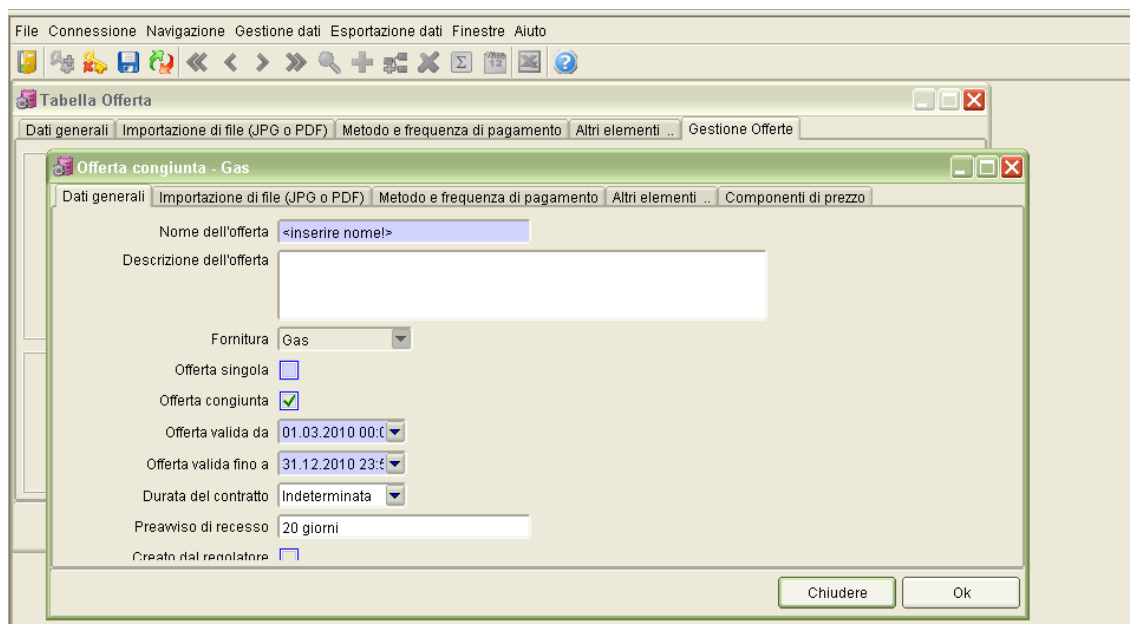 File Connessione Navigazione Gestione dati Esportazione dati Finestre Aiuto
12
Tabella Offerta
Dati generali Importazione di file (JPG o PDF) Metodo e frequenza di pagamento Altri elementi .. Gestione Offerte
Offerta congiunta - Gas
Dati generali Importazione di file (JPG o PDF) Metodo e frequenza di pagamento Altri elementi .. Componenti di prezzo
Nome dell'offerta <inserire nome!>
Descrizione dell'offerta
Fornitura Gas
Offerta singola
Offerta congiunta
Offerta valida da 01.03.2010 00:0
Offerta valida fino a 31.12.2010 23:5
Durata del contratto Indeterminata
Preavviso di recesso 20 giorni
Creato dal regolatore
Chiudere Ok